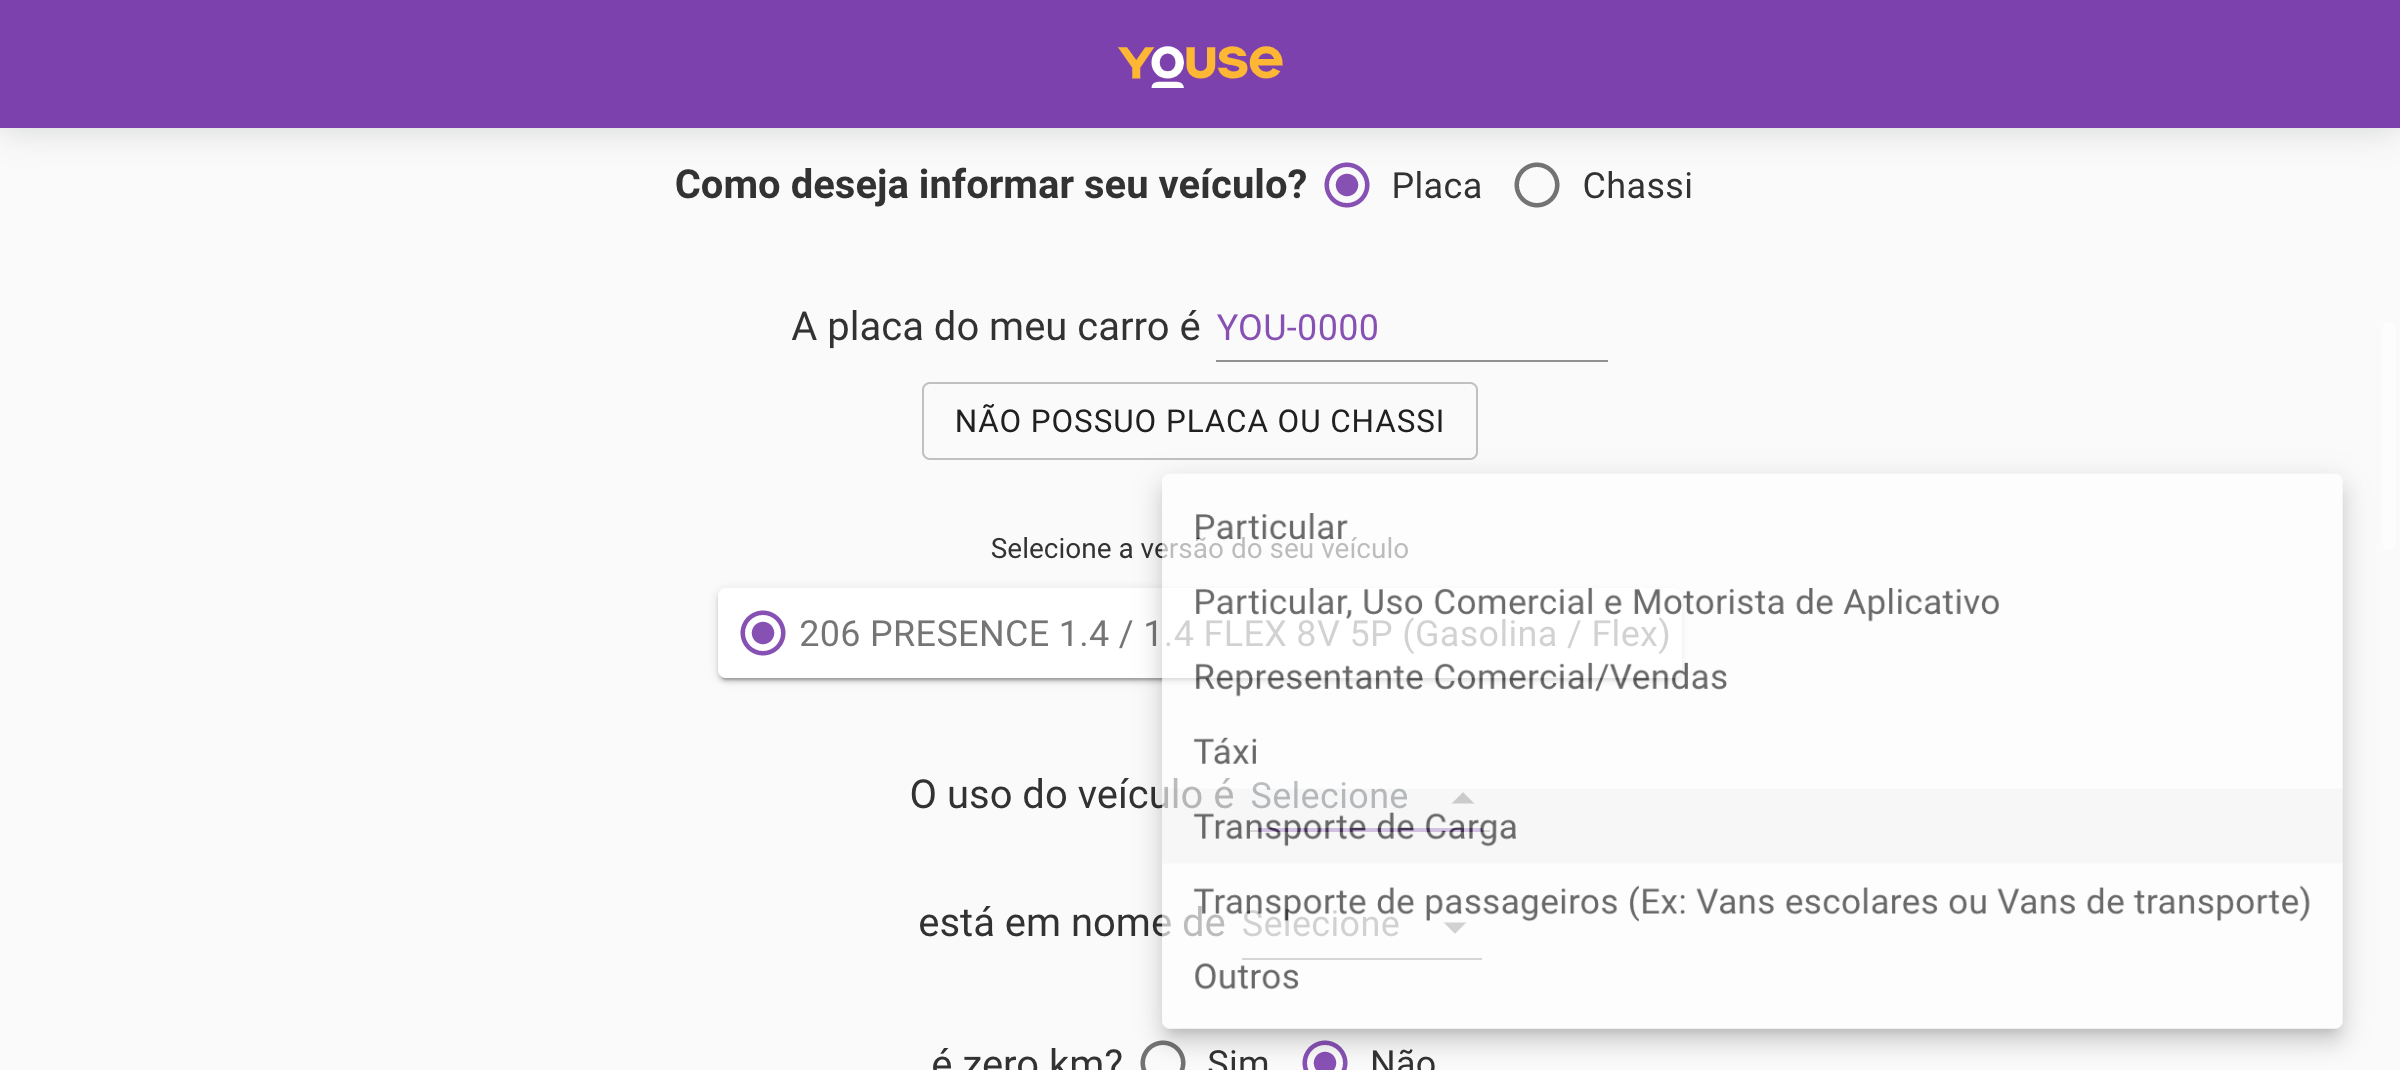 YOUSE
Como deseja informar seu veículo? Placa Chassi
A placa do meu carro é YOU-0000
NÃO POSSUO PLACA OU CHASSI
Selecione a versão do seu veículo
206 PRESENCE 1.4 / 1.4 FLEX 8V 5P (Gasolina / Flex)
O uso do veículo é Selecione
está em nome de Selecione
é zero km? Sim Não
Particular
Particular, Uso Comercial e Motorista de Aplicativo
Representante Comercial/Vendas
Táxi
Transporte de Carga
Transporte de passageiros (Ex: Vans escolares ou Vans de transporte)
Outros